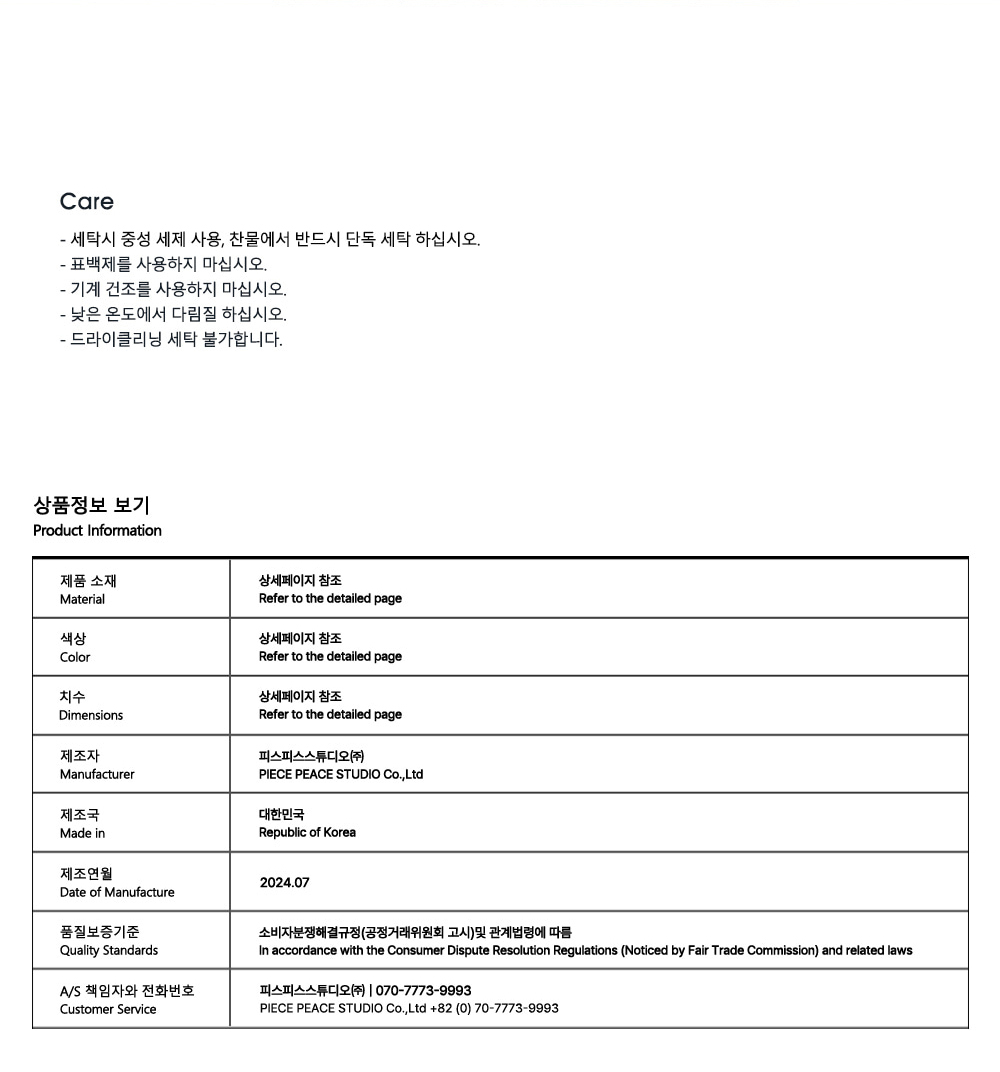 Care
- 세탁시 중성 세제 사용, 찬물에서 반드시 단독 세탁 하십시오.
- 표백제를 사용하지 마십시오.
- 기계 건조를 사용하지 마십시오.
- 낮은 온도에서 다림질 하십시오.
- 드라이클리닝 세탁 불가합니다.
상품정보 보기
Product Information
제품 소재
Material
상세페이지 참조
Refer to the detailed page
색상
Color
상세페이지 참조
Refer to the detailed page
치수
Dimensions
상세페이지 참조
Refer to the detailed page
제조자
Manufacturer
피스피스스튜디오㈜
PIECE PEACE STUDIO Co.,Ltd
제조국
Made in
대한민국
Republic of Korea
제조연월
Date of Manufacture
2024.07
품질보증기준
Quality Standards
소비자분쟁해결규정(공정거래위원회 고시)및 관계법령에 따름
In accordance with the Consumer Dispute Resolution Regulations (Noticed by Fair Trade Commission) and related laws
A/S 책임자와 전화번호
Customer Service
피스피스스튜디오㈜ | 070-7773-9993
PIECE PEACE STUDIO Co.,Ltd +82 (0) 70-7773-9993